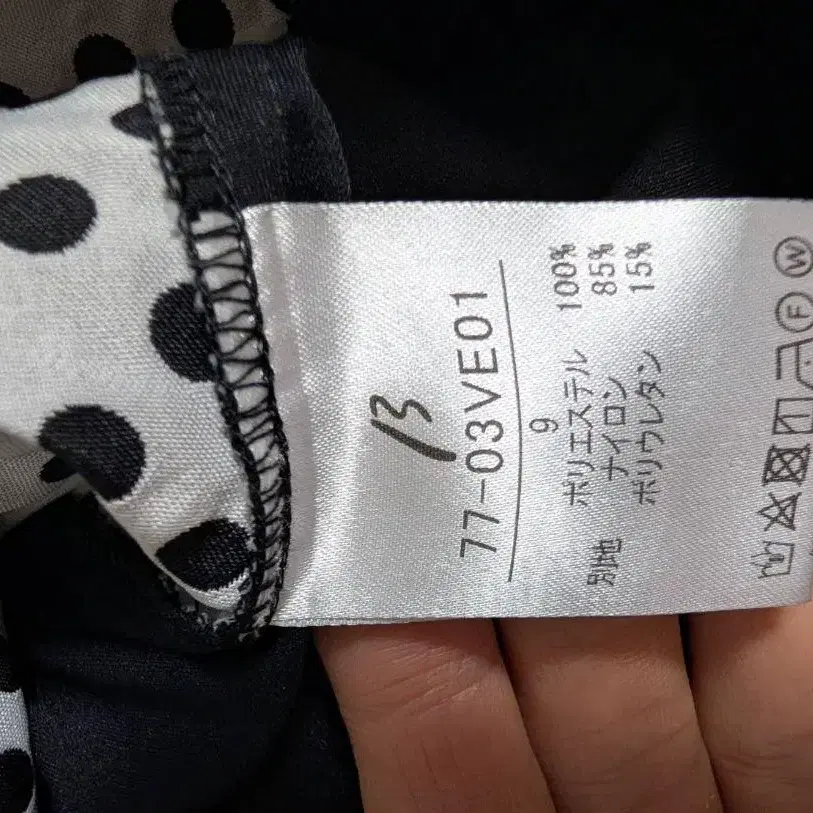 13
77-03VE01
9
ポリエステル 100%
別地 ナイロン 85%
ポリウレタン 15%
F W